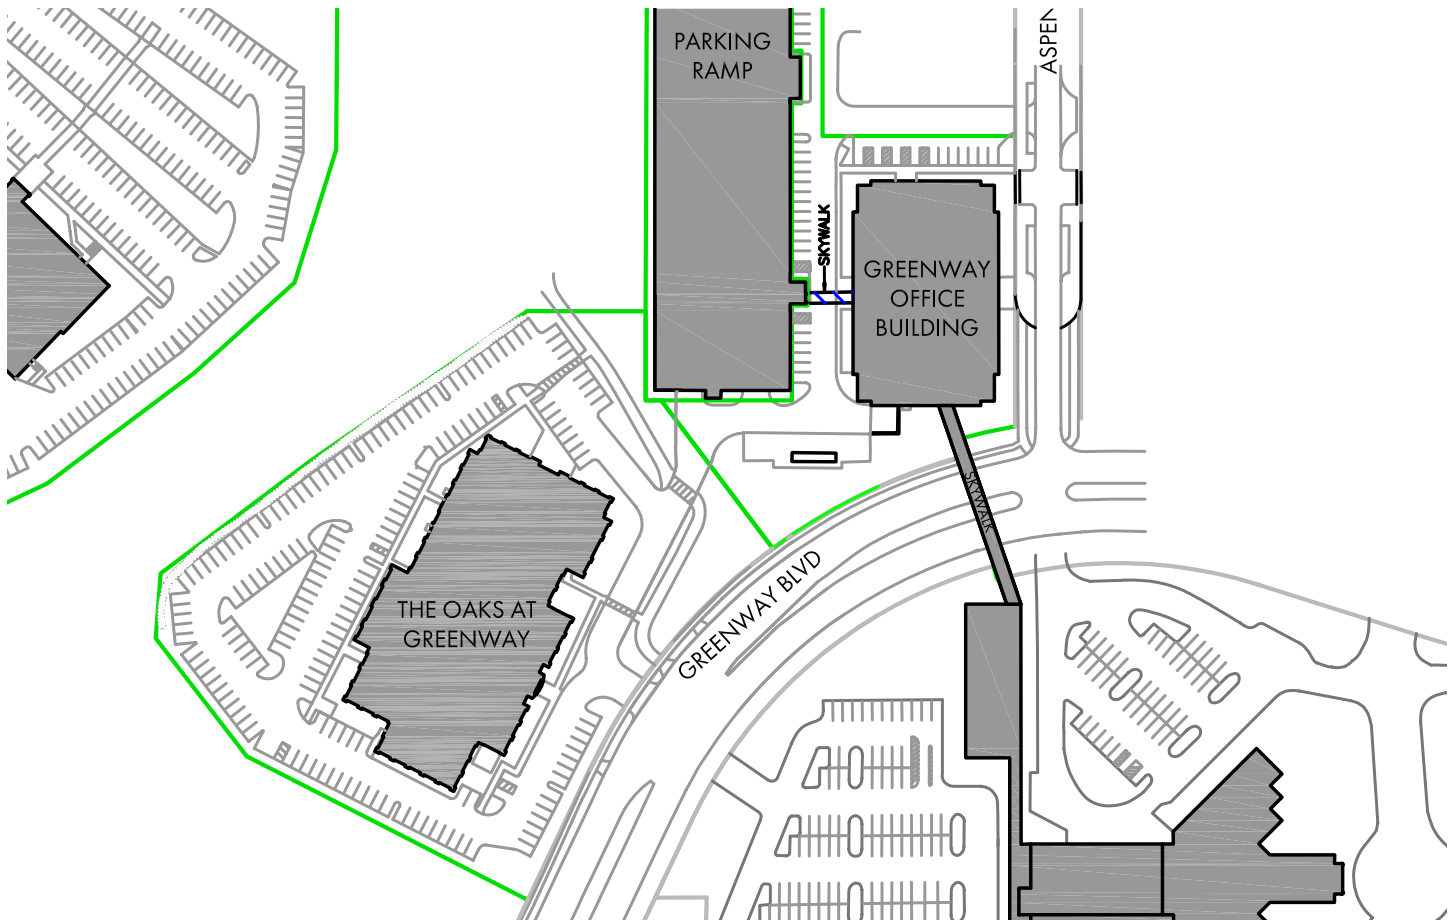 PARKING
RAMP
ASPEN
SKYWALK
GREENWAY
OFFICE
BUILDING
SKYWALK
GREENWAY BLVD
THE OAKS AT
GREENWAY